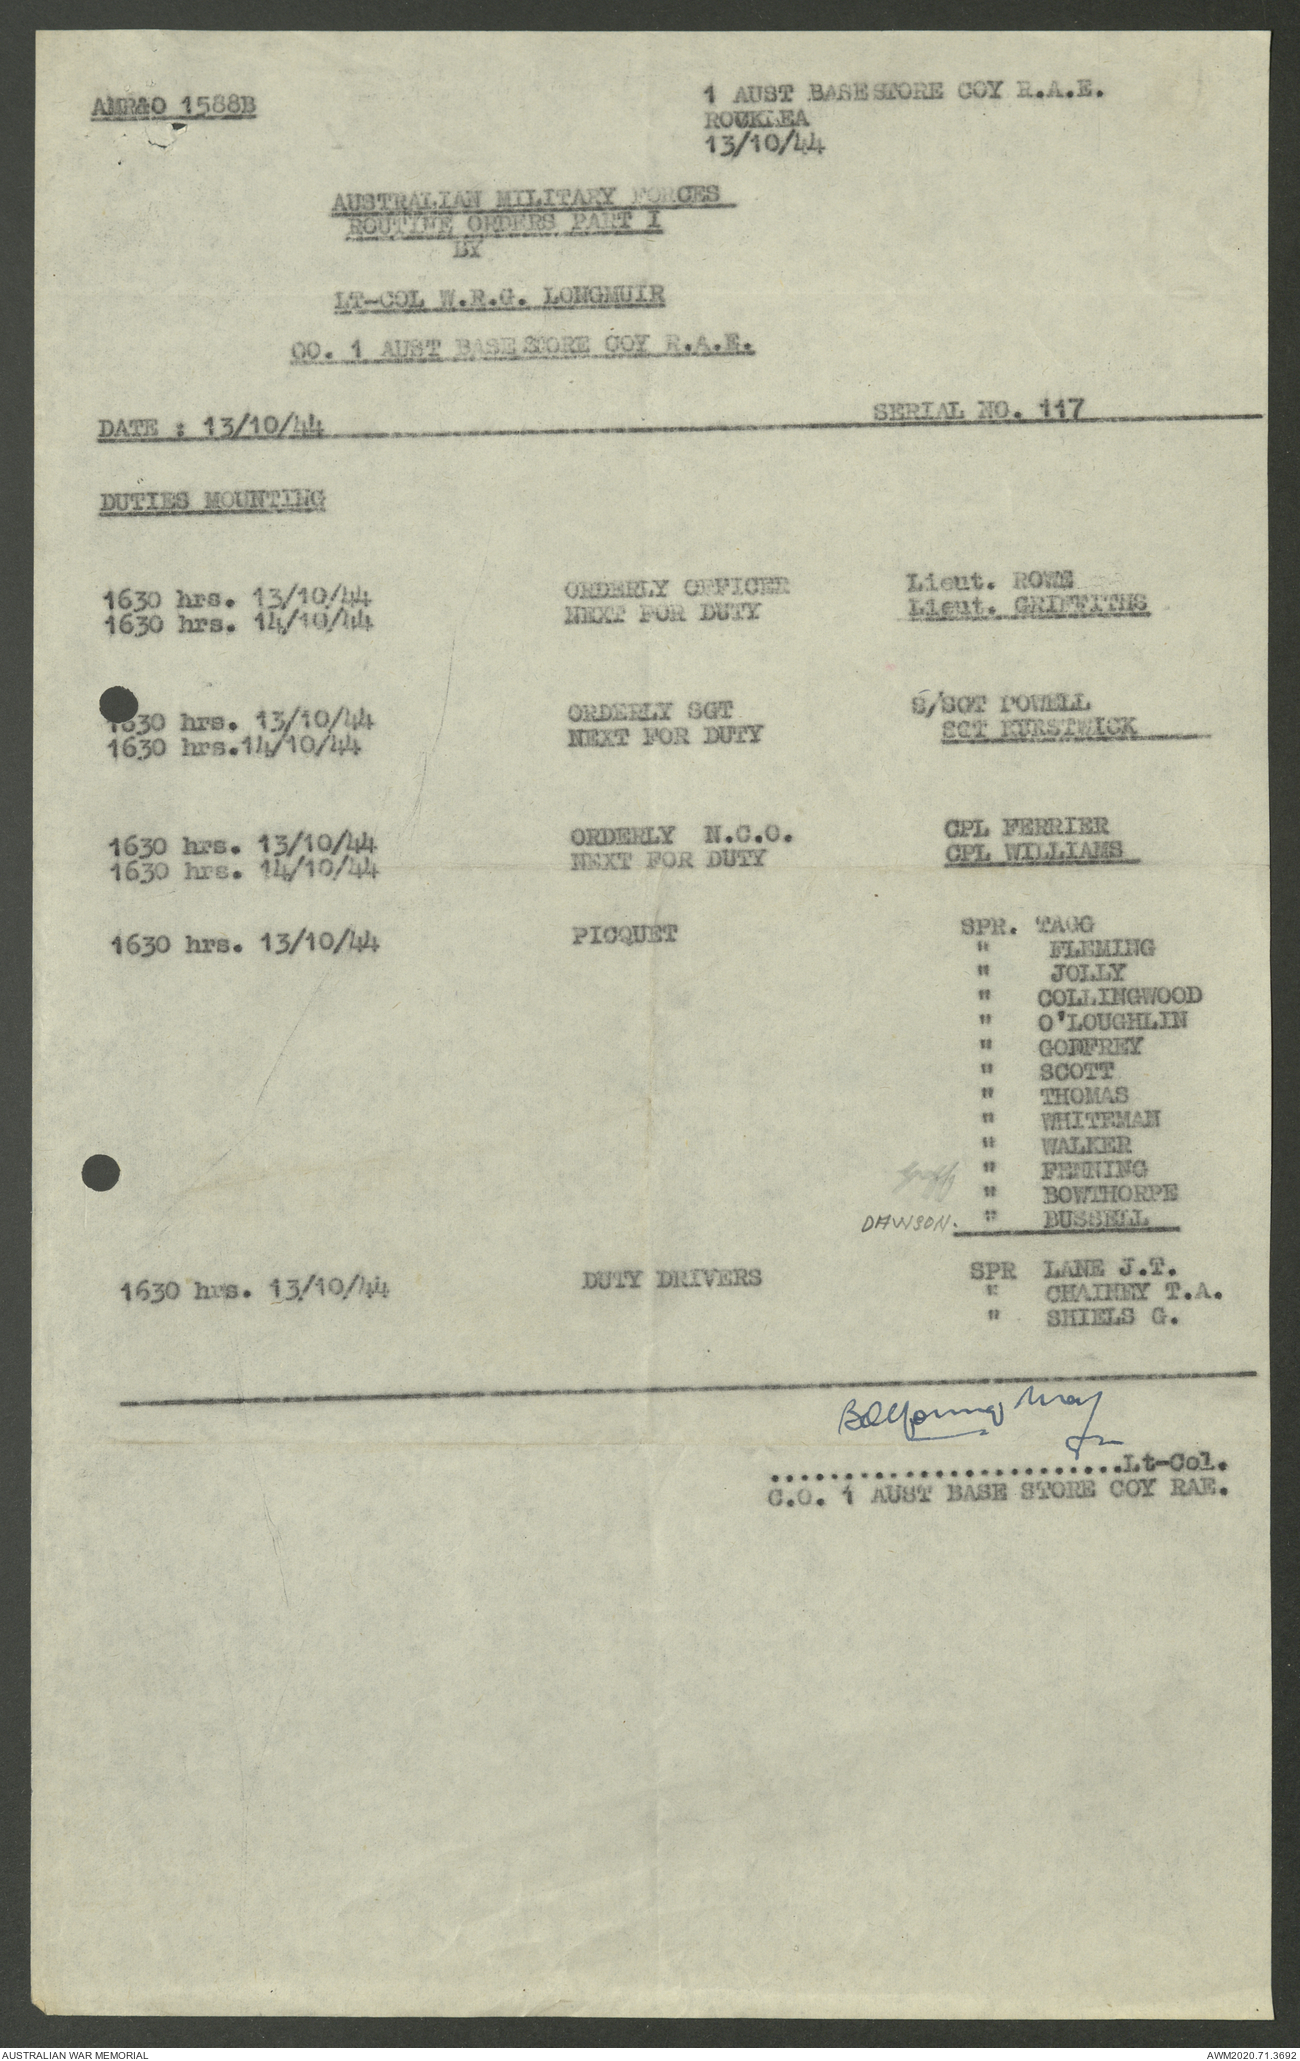 AMR&O 1588B
1 AUST BASE STORE COY R.A.E.
ROCKLEA
13/10/44
AUSTRALIAN MILITARY FORCES
ROUTINE ORDERS PART I
BY
LT-COL W.R.G. LONGMUIR
CO. 1 AUST BASE STORE COY R.A.E.
DATE : 13/10/44 SERIAL NO. 117
DUTIES MOUNTING
1630 hrs. 13/10/44 ORDERLY OFFICER Lieut. ROWE
1630 hrs. 14/10/44 NEXT FOR DUTY Lieut. GRIFFITHS
1630 hrs. 13/10/44 ORDERLY SGT S/SGT POWELL
1630 hrs.14/10/44 NEXT FOR DUTY SGT
1630 hrs. 13/10/44 ORDERLY N.C.O. CPL FERRIER
1630 hrs. 14/10/44 NEXT FOR DUTY CPL WILLIAMS
1630 hrs. 13/10/44 PICQUET SPR. TAGG
" FLEMING
" JOLLY
" COLLINGWOOD
" O'LOUGHLIN
" GODFREY
" SCOTT
" THOMAS
" WHITEMAN
" WALKER
" FENNING
" BOWTHORPE
DAWSON. " BUSSELL
1630 hrs. 13/10/44 DUTY DRIVERS SPR LANE J.T.
" CHAINEY T.A.
" SHIELS G.
........................Lt-Col.
C.O. 1 AUST BASE STORE COY RAE.
AUSTRALIAN WAR MEMORIAL
AWM2020.71.3692